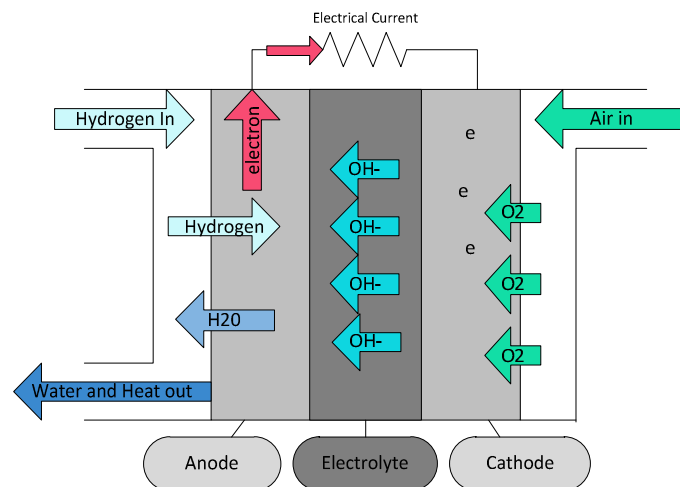 Electrical Current
Hydrogen In
electron
Air in
e
OH-
e
Hydrogen
OH-
O2
e
OH-
O2
H20
OH-
O2
Water and Heat out
Anode
Electrolyte
Cathode